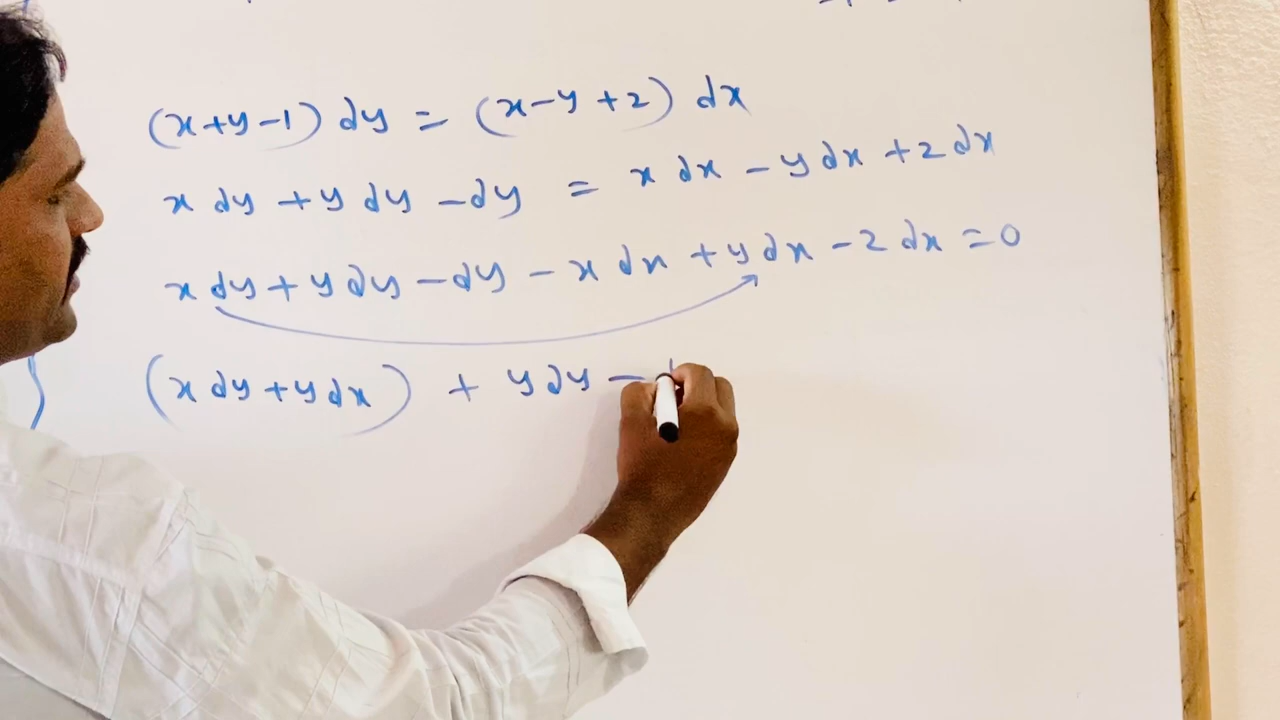 (x+y-1) dy = (x-y+2) dx
x dy + y dy - dy = x dx - y dx + 2 dx
x dy + y dy - dy - x dx + y dx - 2 dx = 0
(x dy + y dx) + y dy -